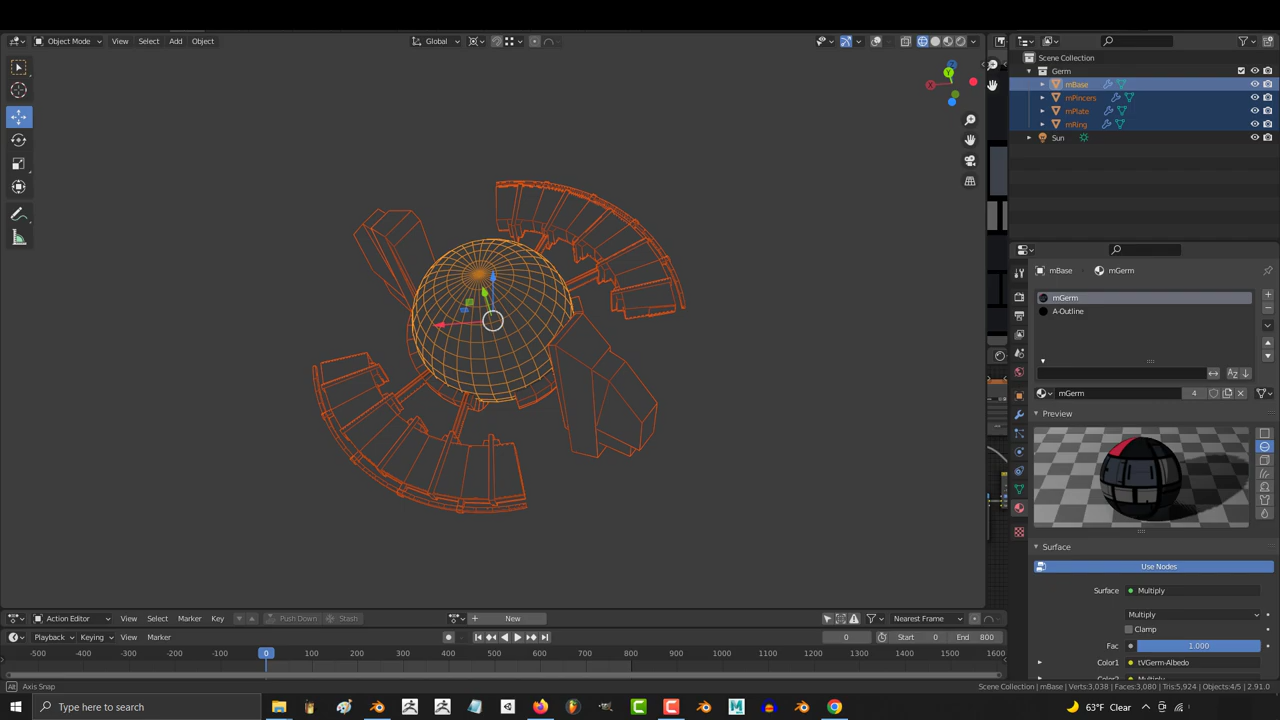 Object Mode View Select Add Object Global
Scene Collection
Germ
mBase
mPincers
mPlate
mRing
Sun
mBase mGerm
mGerm
A-Outline
mGerm 4
Preview
Surface
Use Nodes
Surface Multiply
Multiply
Clamp
Fac 1.000
Color1 tVGerm-Albedo
Action Editor View Select Marker Key Push Down Stash New Nearest Frame
Playback Keying View Marker 0 Start 0 End 800
-500 -400 -300 -200 -100 0 100 200 300 400 500 600 700 800 900 1000 1100 1200 1300 1400 1500 1600
Alt Axis Snap Scene Collection | mBase | Verts:3,038 | Faces:3,080 | Tris:5,924 | Objects:4/5 | 2.91.0
Type here to search 63°F Clear